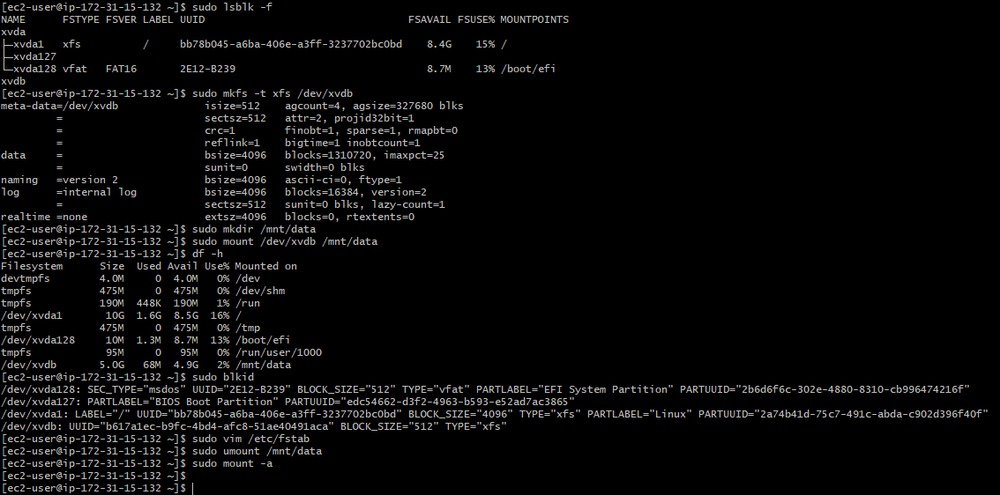 [ec2-user@ip-172-31-15-132 ~]$ sudo lsblk -f
NAME      FSTYPE FSVER LABEL UUID                                 FSAVAIL FSUSE% MOUNTPOINTS
xvda
├─xvda1   xfs          /     bb78b045-a6ba-406e-a3ff-3237702bc0bd    8.4G    15% /
├─xvda127
└─xvda128 vfat   FAT16       2E12-B239                               8.7M    13% /boot/efi
xvdb
[ec2-user@ip-172-31-15-132 ~]$ sudo mkfs -t xfs /dev/xvdb
meta-data=/dev/xvdb              isize=512    agcount=4, agsize=327680 blks
         =                       sectsz=512   attr=2, projid32bit=1
         =                       crc=1        finobt=1, sparse=1, rmapbt=0
         =                       reflink=1    bigtime=1 inobtcount=1
data     =                       bsize=4096   blocks=1310720, imaxpct=25
         =                       sunit=0      swidth=0 blks
naming   =version 2              bsize=4096   ascii-ci=0, ftype=1
log      =internal log           bsize=4096   blocks=16384, version=2
         =                       sectsz=512   sunit=0 blks, lazy-count=1
realtime =none                   extsz=4096   blocks=0, rtextents=0
[ec2-user@ip-172-31-15-132 ~]$ sudo mkdir /mnt/data
[ec2-user@ip-172-31-15-132 ~]$ sudo mount /dev/xvdb /mnt/data
[ec2-user@ip-172-31-15-132 ~]$ df -h
Filesystem      Size  Used Avail Use% Mounted on
devtmpfs        4.0M     0  4.0M   0% /dev
tmpfs           475M     0  475M   0% /dev/shm
tmpfs           190M  448K  190M   1% /run
/dev/xvda1       10G  1.6G  8.5G  16% /
tmpfs           475M     0  475M   0% /tmp
/dev/xvda128     10M  1.3M  8.7M  13% /boot/efi
tmpfs            95M     0   95M   0% /run/user/1000
/dev/xvdb       5.0G   68M  4.9G   2% /mnt/data
[ec2-user@ip-172-31-15-132 ~]$ sudo blkid
/dev/xvda128: SEC_TYPE="msdos" UUID="2E12-B239" BLOCK_SIZE="512" TYPE="vfat" PARTLABEL="EFI System Partition" PARTUUID="2b6d6f6c-302e-4880-8310-cb996474216f"
/dev/xvda127: PARTLABEL="BIOS Boot Partition" PARTUUID="edc54662-d3f2-4963-b593-e52ad7ac3865"
/dev/xvda1: LABEL="/" UUID="bb78b045-a6ba-406e-a3ff-3237702bc0bd" BLOCK_SIZE="4096" TYPE="xfs" PARTLABEL="Linux" PARTUUID="2a74b41d-75c7-491c-abda-c902d396f40f"
/dev/xvdb: UUID="b617a1ec-b9fc-4bd4-afc8-51ae40491aca" BLOCK_SIZE="512" TYPE="xfs"
[ec2-user@ip-172-31-15-132 ~]$ sudo vim /etc/fstab
[ec2-user@ip-172-31-15-132 ~]$ sudo umount /mnt/data
[ec2-user@ip-172-31-15-132 ~]$ sudo mount -a
[ec2-user@ip-172-31-15-132 ~]$
[ec2-user@ip-172-31-15-132 ~]$